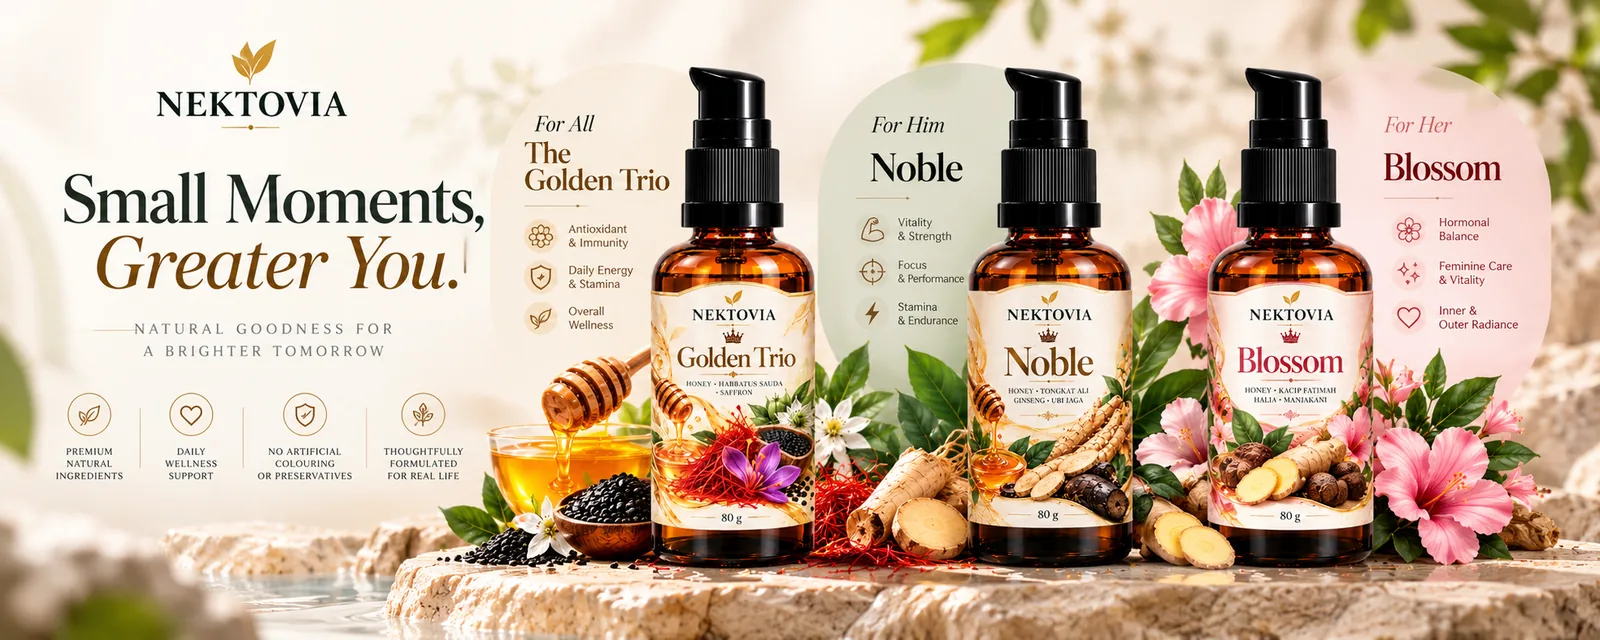 NEKTOVIA
Small Moments,
Greater You.
NATURAL GOODNESS FOR
A BRIGHTER TOMORROW
PREMIUM
NATURAL
INGREDIENTS
DAILY
WELLNESS
SUPPORT
NO ARTIFICIAL
COLOURING
OR PRESERVATIVES
THOUGHTFULLY
FORMULATED
FOR REAL LIFE
For All
The
Golden Trio
Antioxidant
& Immunity
Daily Energy
& Stamina
Overall
Wellness
NEKTOVIA
Golden Trio
HONEY • HABBATUS SAUDA
• SAFFRON
80 g
For Him
Noble
Vitality
& Strength
Focus
& Performance
Stamina
& Endurance
NEKTOVIA
Noble
HONEY • TONGKAT ALI
GINSENG • UBI JAGA
80 g
For Her
Blossom
Hormonal
Balance
Feminine Care
& Vitality
Inner &
Outer Radiance
NEKTOVIA
Blossom
HONEY • KACIP FATIMAH
HALIA • MANJAKANI
80 g